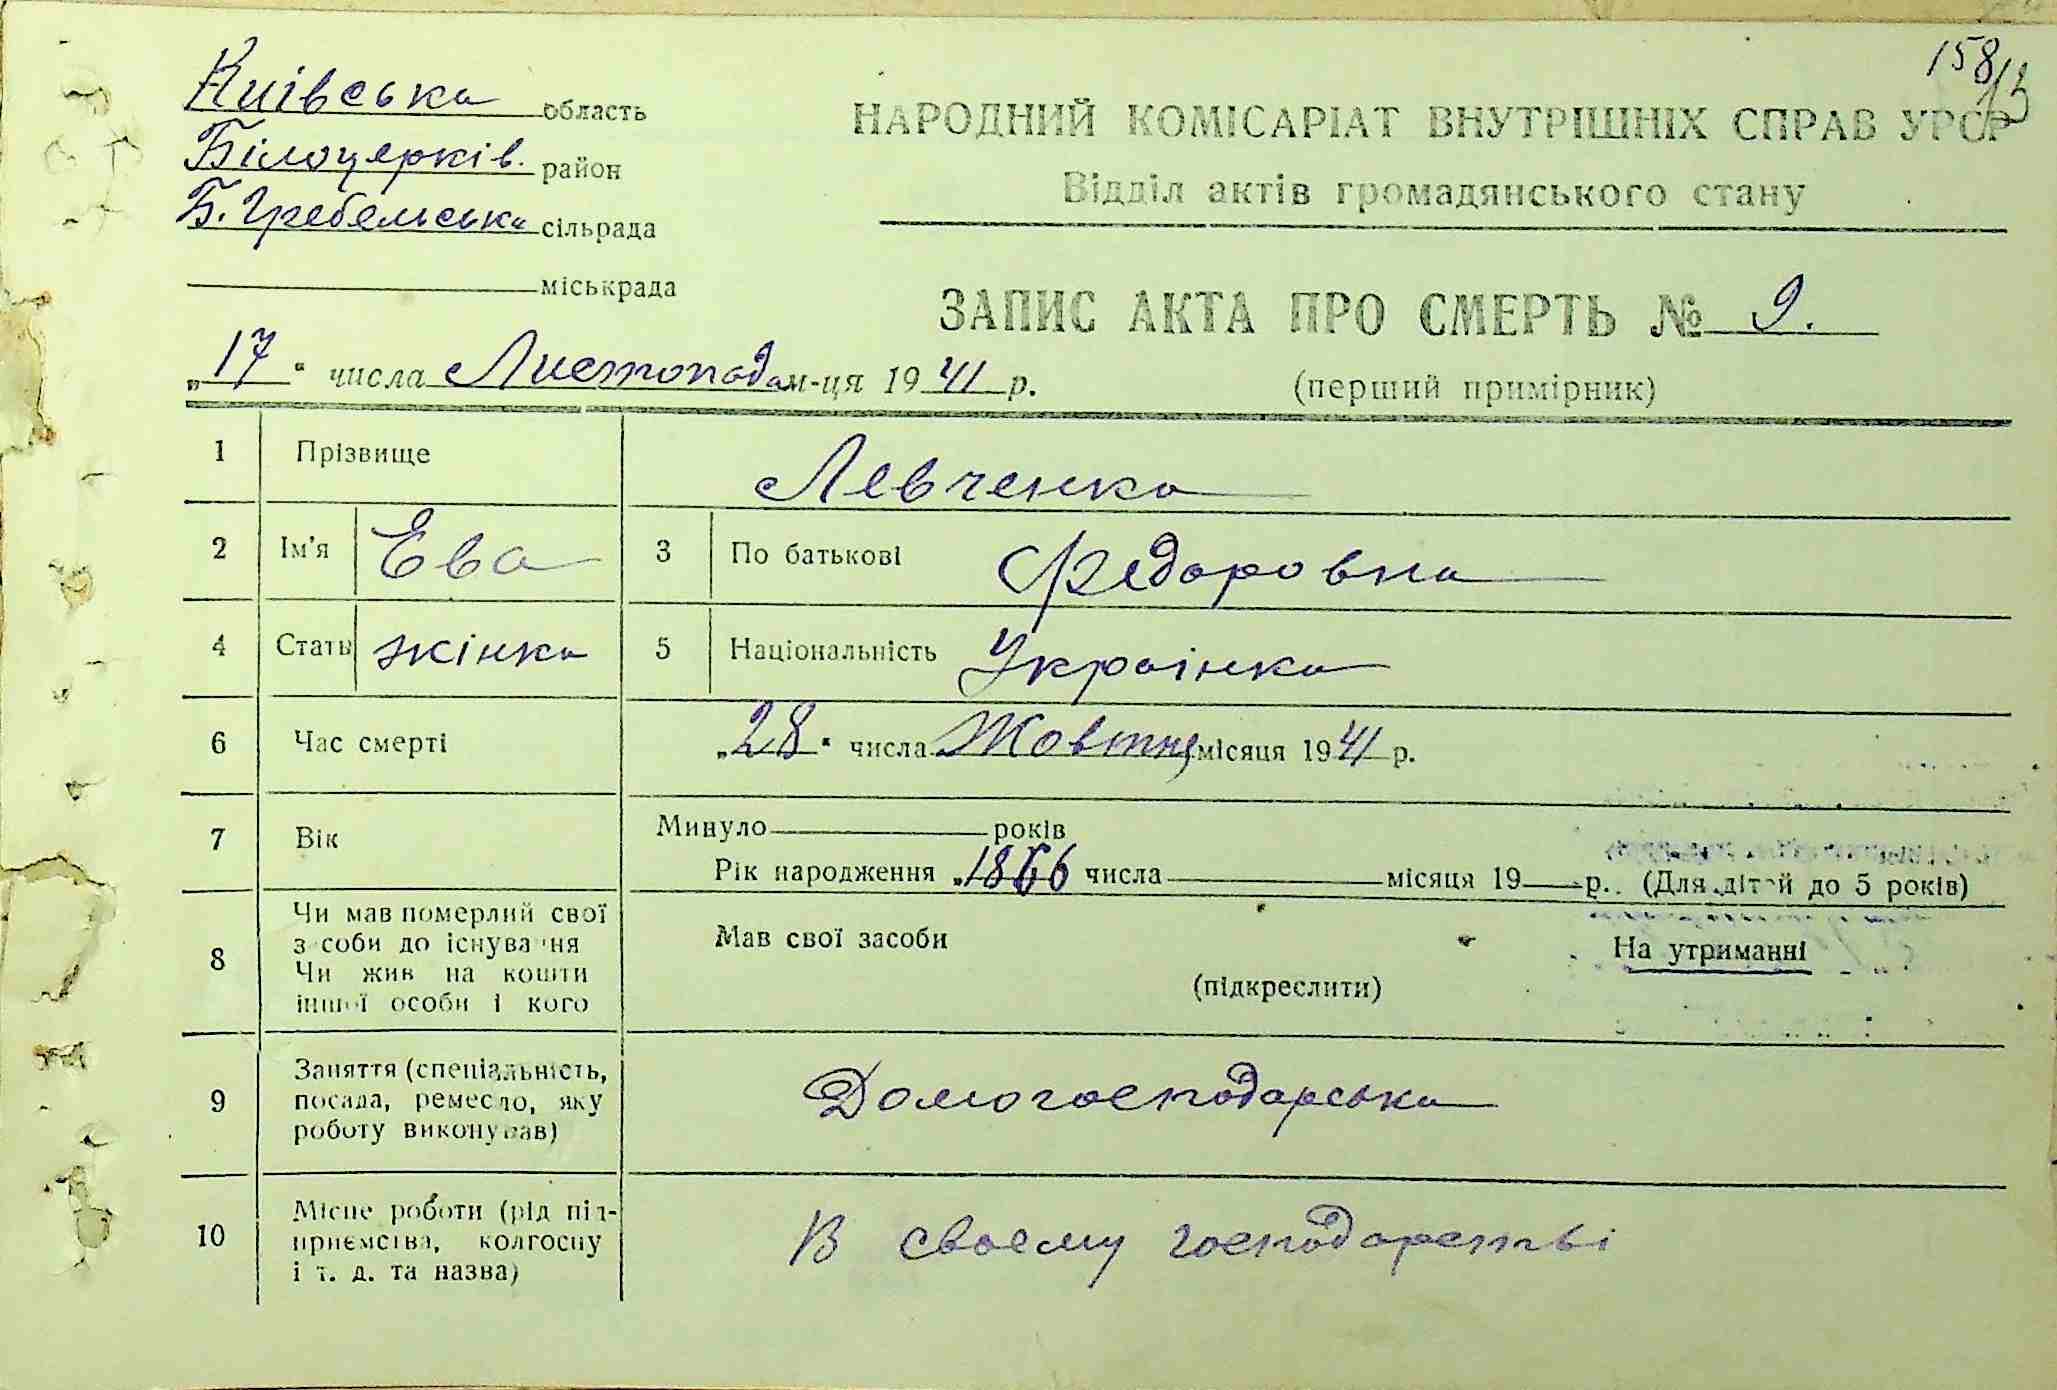 158/13
Київська область
Білоцерків. район
Б. Гребельська сільрада
міськрада
НАРОДНИЙ КОМІСАРІАТ ВНУТРІШНІХ СПРАВ УРСР
Відділ актів громадянського стану
ЗАПИС АКТА ПРО СМЕРТЬ № 9.
(перший примірник)
„17“ числа Листопада м-ця 1941 р.
1 Прізвище Левченко
2 Ім'я Ева 3 По батькові Федоровна
4 Стать жінка 5 Національність Украінка
6 Час смерті „28“ числа Жовтня місяця 1941 р.
7 Вік Минуло років
Рік народження „1866 числа місяця 19 р. (Для дітей до 5 років)
8 Чи мав померлий свої
засоби до існування
Чи жив на кошти
іншої особи і кого
Мав свої засоби На утриманні
(підкреслити)
9 Заняття (спеціальність,
посада, ремесло, яку
роботу виконував)
Домогосподарська
10 Місце роботи (рід під-
приємства, колгоспу
і т. д. та назва)
В своему господарстві